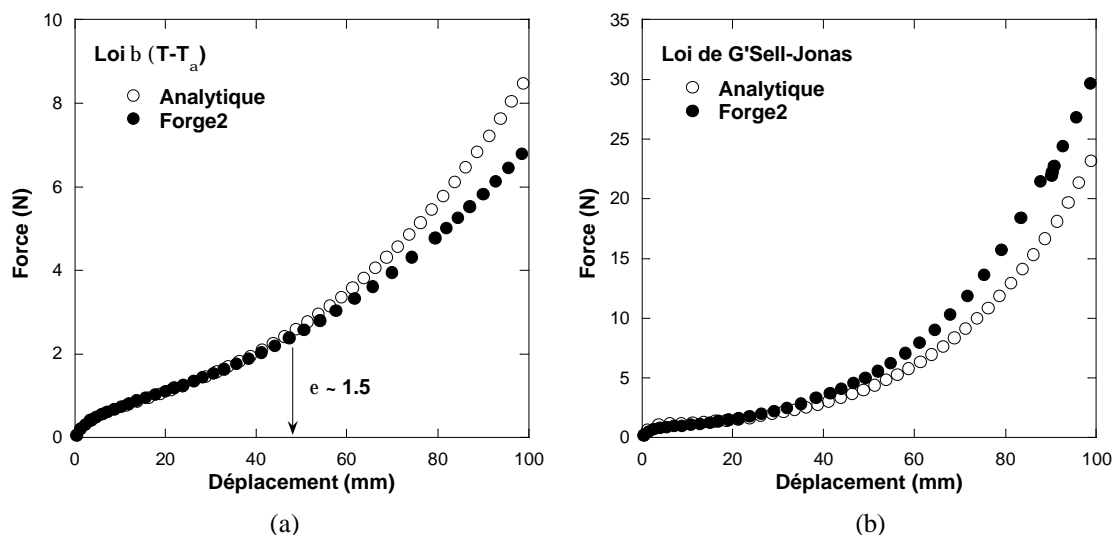 Loi b (T-Ta)
Analytique
Forge2
e ~ 1.5
Force (N)
10
8
6
4
2
0
0 20 40 60 80 100
Déplacement (mm)
(a)
Loi de G'Sell-Jonas
Analytique
Forge2
Force (N)
35
30
25
20
15
10
5
0
0 20 40 60 80 100
Déplacement (mm)
(b)